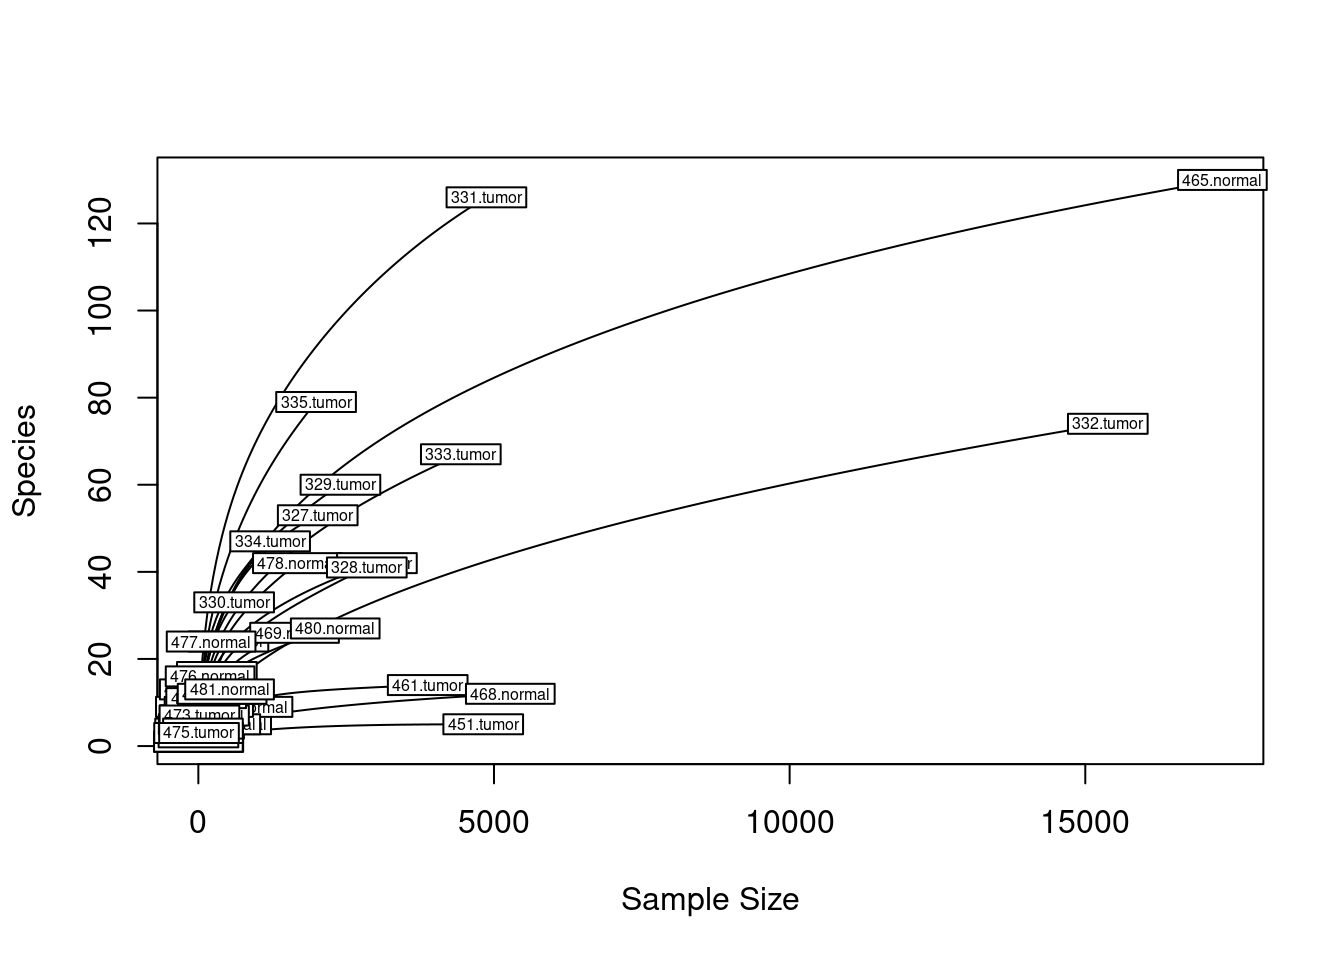 465.normal
331.tumor
120
100
335.tumor
80
332.tumor
333.tumor
329.tumor
60
327.tumor
334.tumor
478.norma
328.tumor
40
330.tumor
480.normal
477.normal
20
476.normal
461.tumor
481.normal
468.normal
473.tumor
451.tumor
475.tumor
0
Species
0 5000 10000 15000
Sample Size